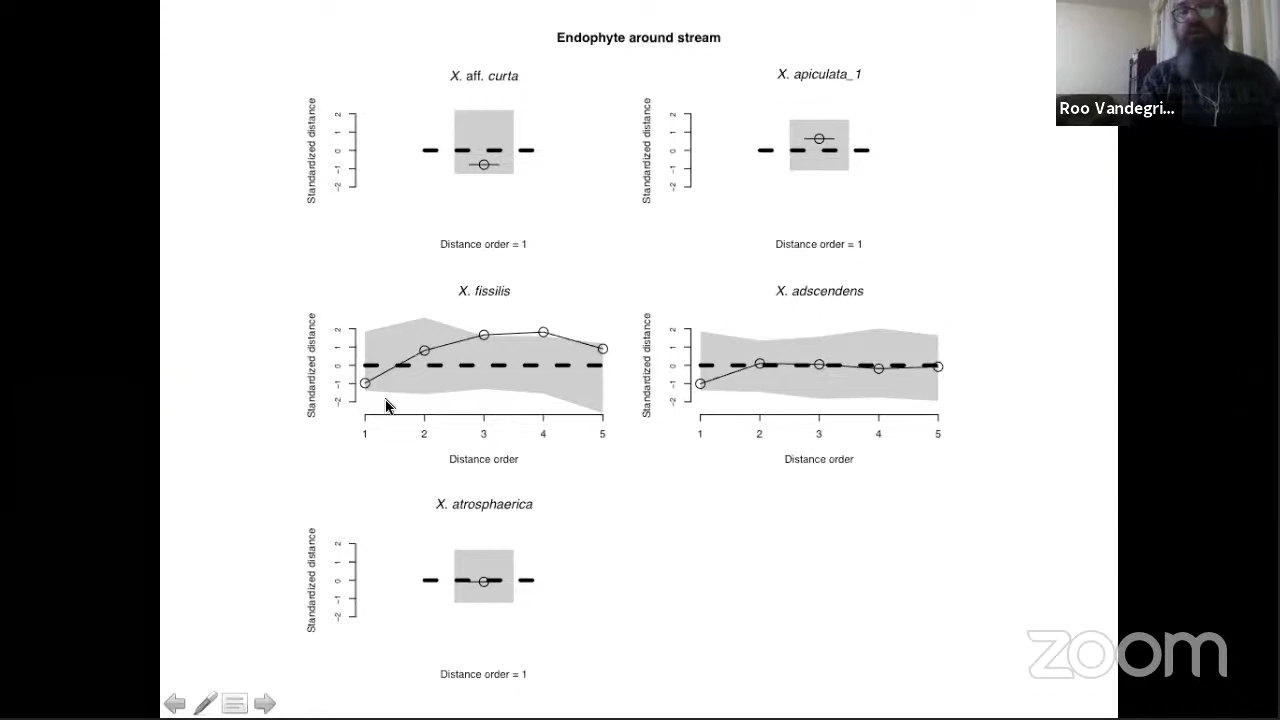 Endophyte around stream
X. aff. curta
Standardized distance
2
1
0
−1
−2
Distance order = 1
X. apiculata_1
Standardized distance
2
1
0
−1
−2
Distance order = 1
X. fissilis
Standardized distance
2
1
0
−1
−2
1 2 3 4 5
Distance order
X. adscendens
Standardized distance
2
1
0
−1
−2
1 2 3 4 5
Distance order
X. atrosphaerica
Standardized distance
2
1
0
−1
−2
Distance order = 1
Roo Vandegri...
zoom